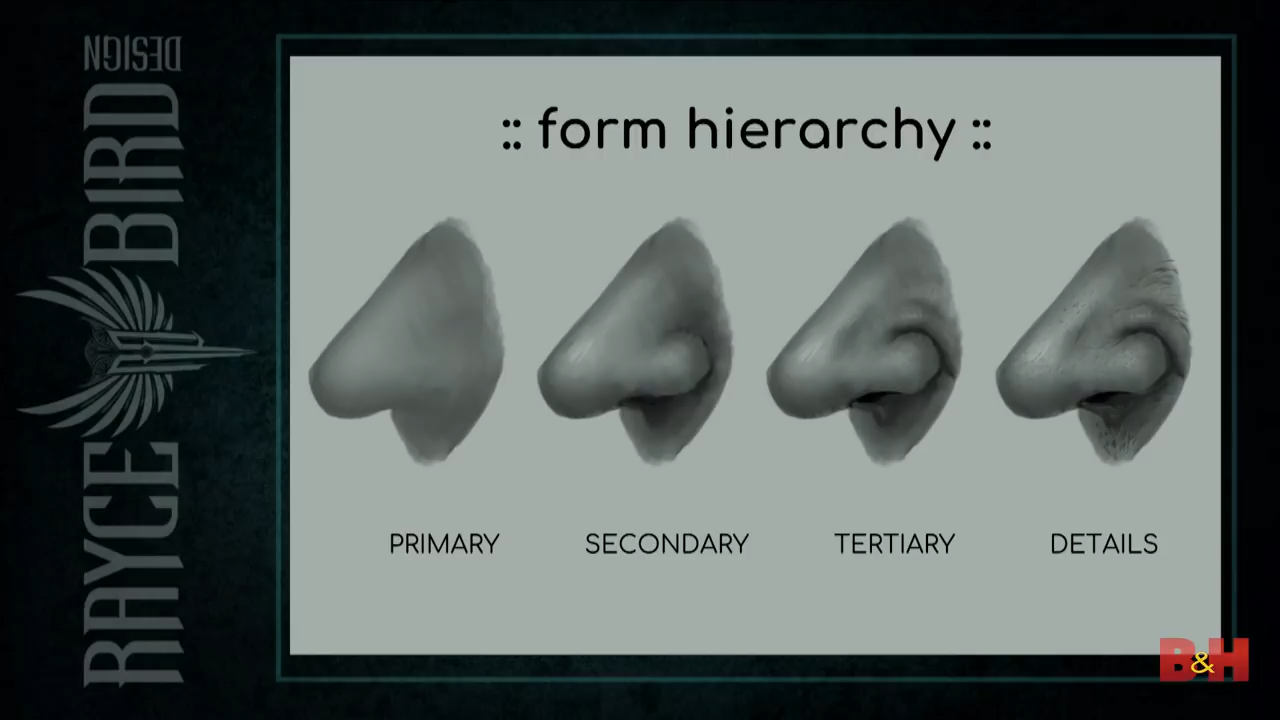 RAYCE BIRD
DESIGN
:: form hierarchy ::
PRIMARY SECONDARY TERTIARY DETAILS
B&H